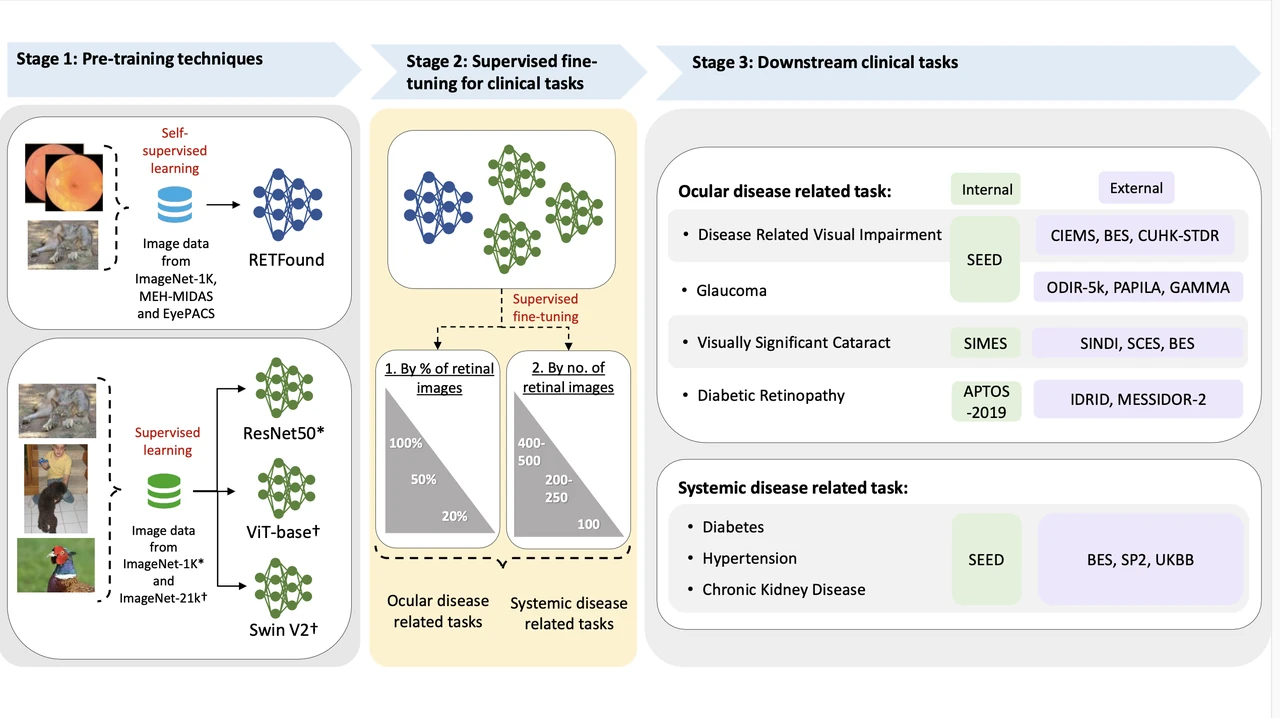 Stage 1: Pre-training techniques
Self-
supervised
learning
Image data
from
ImageNet-1K,
MEH-MIDAS
and EyePACS
RETFound
Supervised
learning
Image data
from
ImageNet-1K*
and
ImageNet-21k†
ResNet50*
ViT-base†
Swin V2†
Stage 2: Supervised fine-
tuning for clinical tasks
Supervised
fine-tuning
1. By % of retinal
images
100%
50%
20%
2. By no. of
retinal images
400-
500
200-
250
100
Ocular disease
related tasks
Systemic disease
related tasks
Stage 3: Downstream clinical tasks
Ocular disease related task:
Internal
External
• Disease Related Visual Impairment
SEED
CIEMS, BES, CUHK-STDR
• Glaucoma
ODIR-5k, PAPILA, GAMMA
• Visually Significant Cataract
SIMES
SINDI, SCES, BES
• Diabetic Retinopathy
APTOS
-2019
IDRID, MESSIDOR-2
Systemic disease related task:
• Diabetes
• Hypertension
• Chronic Kidney Disease
SEED
BES, SP2, UKBB